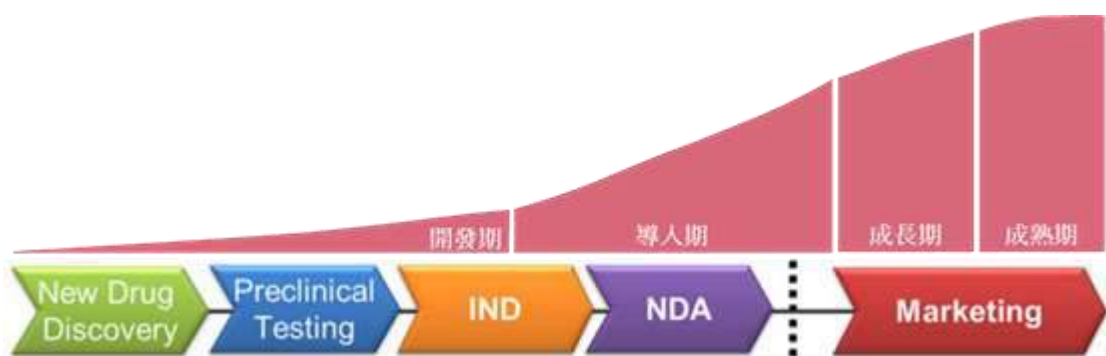 開發期
導入期
成長期
成熟期
New Drug
Discovery
Preclinical
Testing
IND
NDA
Marketing